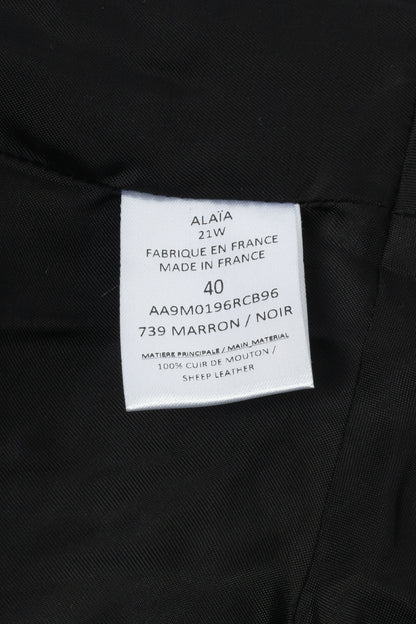 ALAÏA
21W
FABRIQUE EN FRANCE
MADE IN FRANCE
40
AA9M0196RCB96
739 MARRON / NOIR
MATIERE PRINCIPALE / MAIN MATERIAL
100% CUIR DE MOUTON /
SHEEP LEATHER